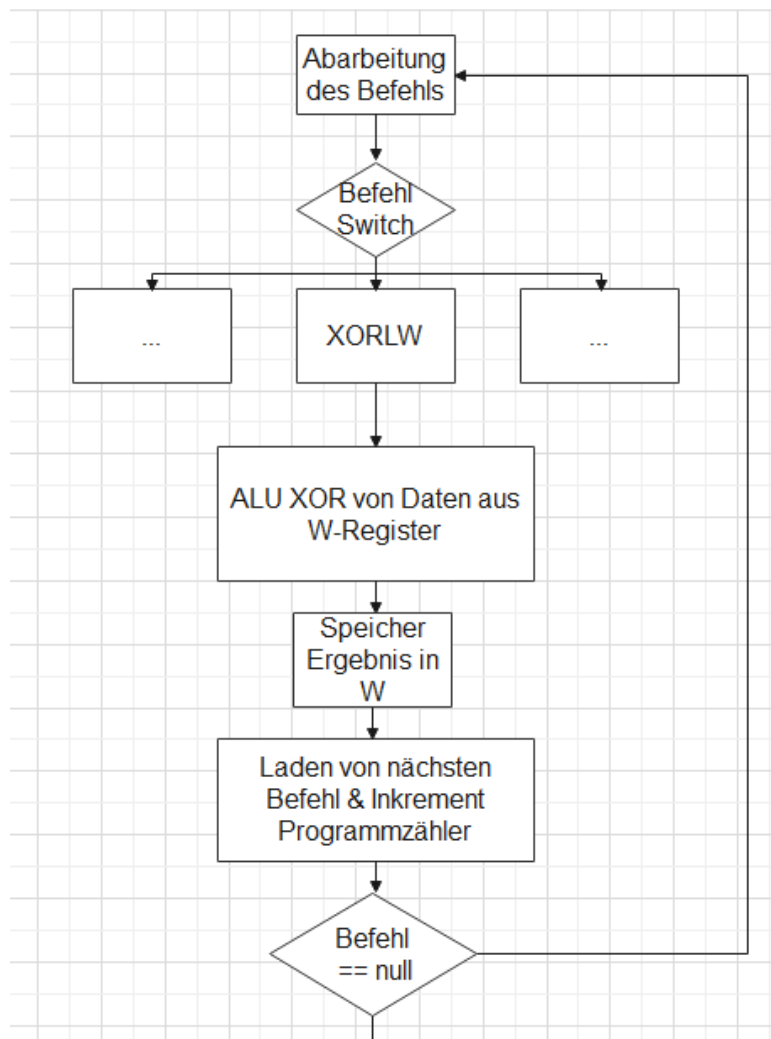 Abarbeitung
des Befehls
Befehl
Switch
...
XORLW
...
ALU XOR von Daten aus
W-Register
Speicher
Ergebnis in
W
Laden von nächsten
Befehl & Inkrement
Programmzähler
Befehl
== null